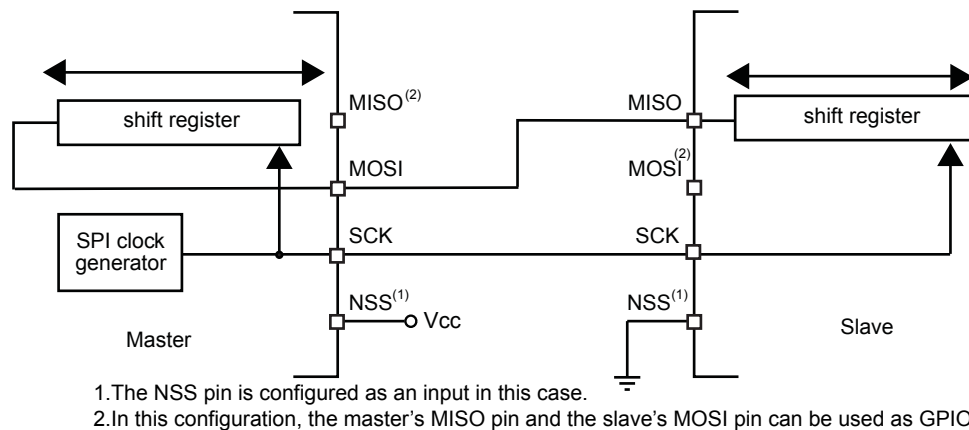 MISO(2)
MISO
shift register
shift register
MOSI
MOSI(2)
SPI clock
generator
SCK
SCK
NSS(1)
Vcc
NSS(1)
Master
Slave
1.The NSS pin is configured as an input in this case.
2.In this configuration, the master’s MISO pin and the slave’s MOSI pin can be used as GPIO